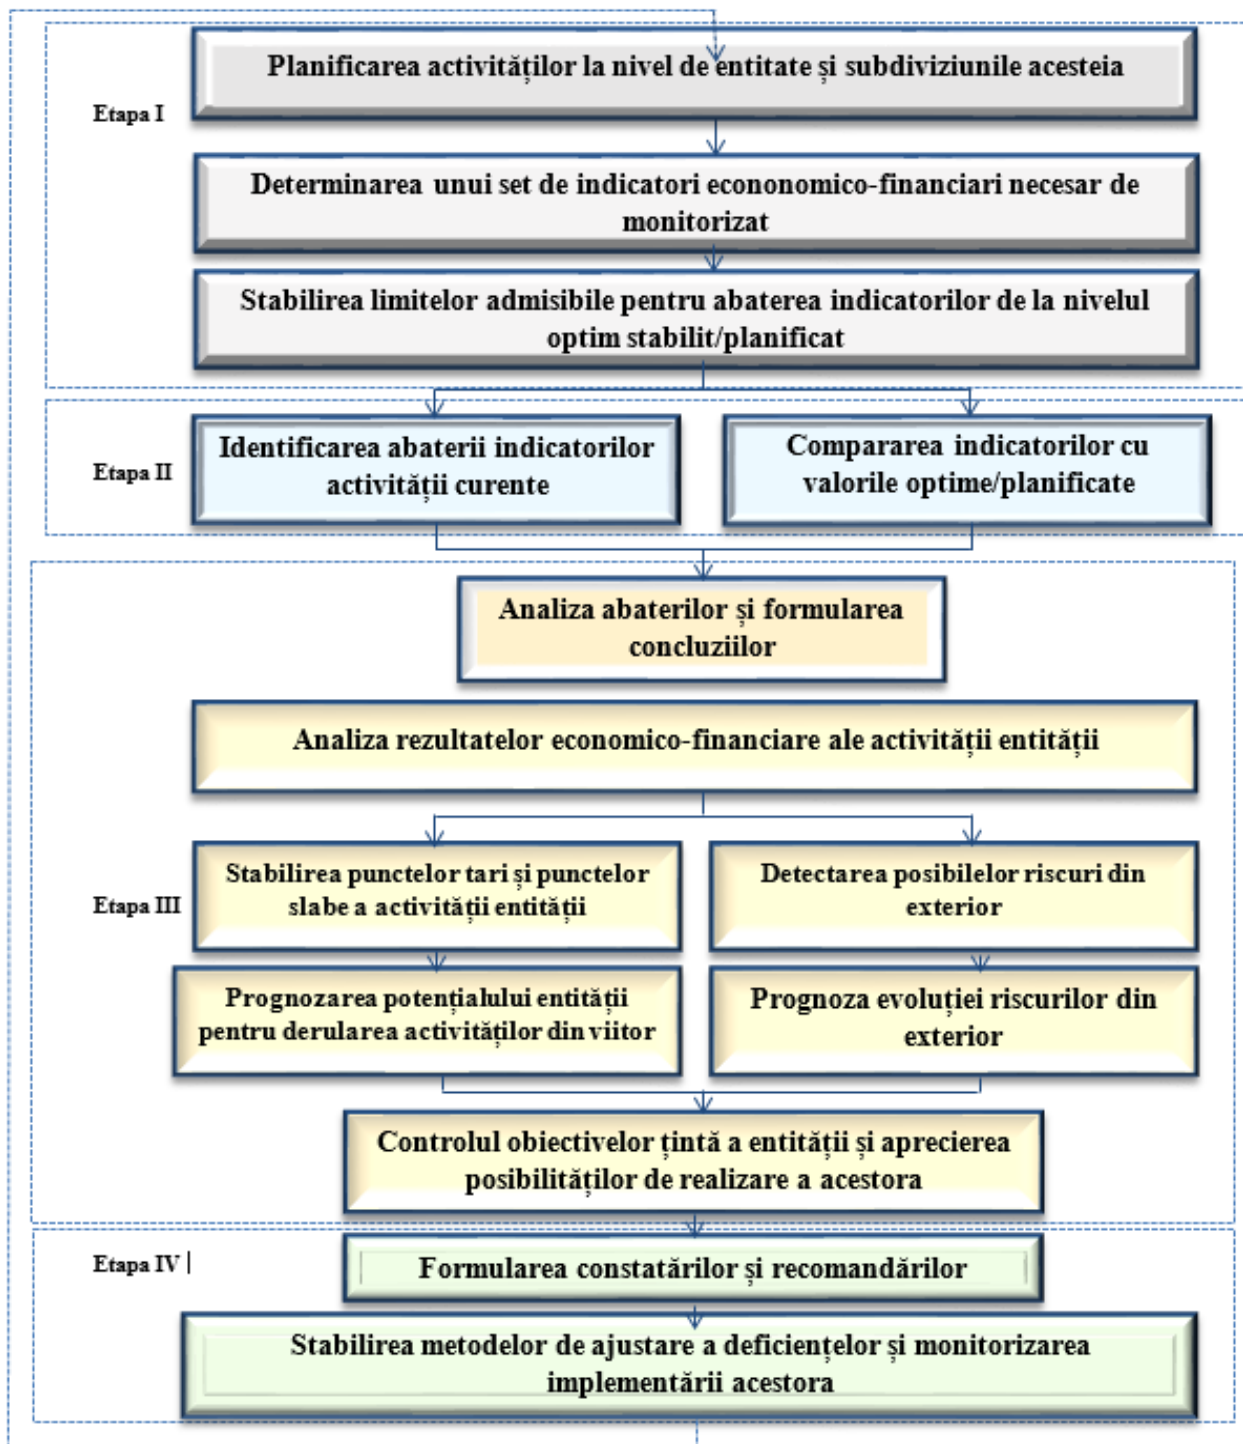 Planificarea activităților la nivel de entitate și subdiviziunile acesteia
Etapa I
Determinarea unui set de indicatori econonomico-financiari necesar de
monitorizat
Stabilirea limitelor admisibile pentru abaterea indicatorilor de la nivelul
optim stabilit/planificat
Etapa II
Identificarea abaterii indicatorilor
activității curente
Compararea indicatorilor cu
valorile optime/planificate
Analiza abaterilor și formularea
concluziilor
Analiza rezultatelor economico-financiare ale activității entității
Etapa III
Stabilirea punctelor tari și punctelor
slabe a activității entității
Detectarea posibilelor riscuri din
exterior
Prognozarea potențialului entității
pentru derularea activităților din viitor
Prognoza evoluției riscurilor din
exterior
Controlul obiectivelor țintă a entității și aprecierea
posibilităților de realizare a acestora
Etapa IV
Formularea constatărilor și recomandărilor
Stabilirea metodelor de ajustare a deficiențelor și monitorizarea
implementării acestora